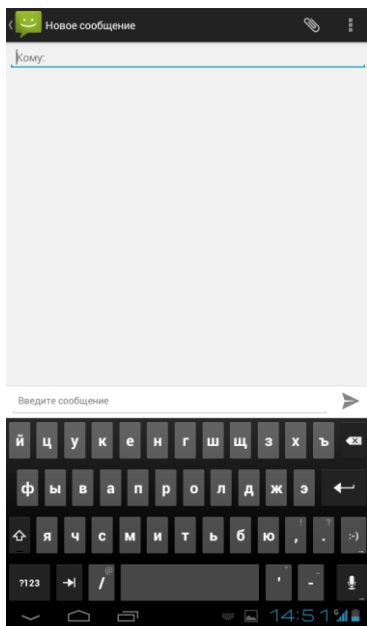 Новое сообщение
Кому:
Введите сообщение
й ц у к е н г ш щ з х ъ
ф ы в а п р о л д ж э
я ч с м и т ь б ю , ! . ? :-)
?123 / @ ' -
14:51 G